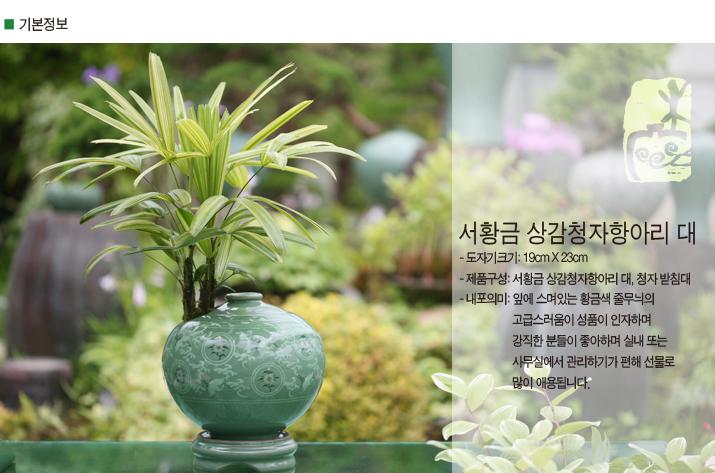 기본정보
서황금 상감청자항아리 대
- 도자기크기: 19cm X 23cm
- 제품구성: 서황금 상감청자항아리 대, 청자 받침대
- 내포의미: 잎에 스며있는 황금색 줄무늬의
고급스러움이 성품이 인자하며
강직한 분들이 좋아하며 실내 또는
사무실에서 관리하기가 편해 선물로
많이 애용됩니다.